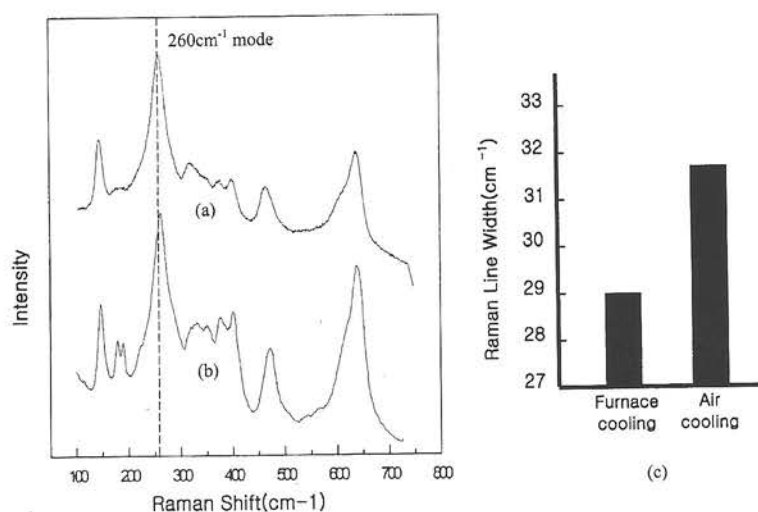 260cm⁻¹ mode
(a)
(b)
Intensity
100 200 300 400 500 600 700 800
Raman Shift(cm-1)
33
32
31
30
29
28
27
Raman Line Width(cm ⁻¹)
Furnace
cooling
Air
cooling
(c)